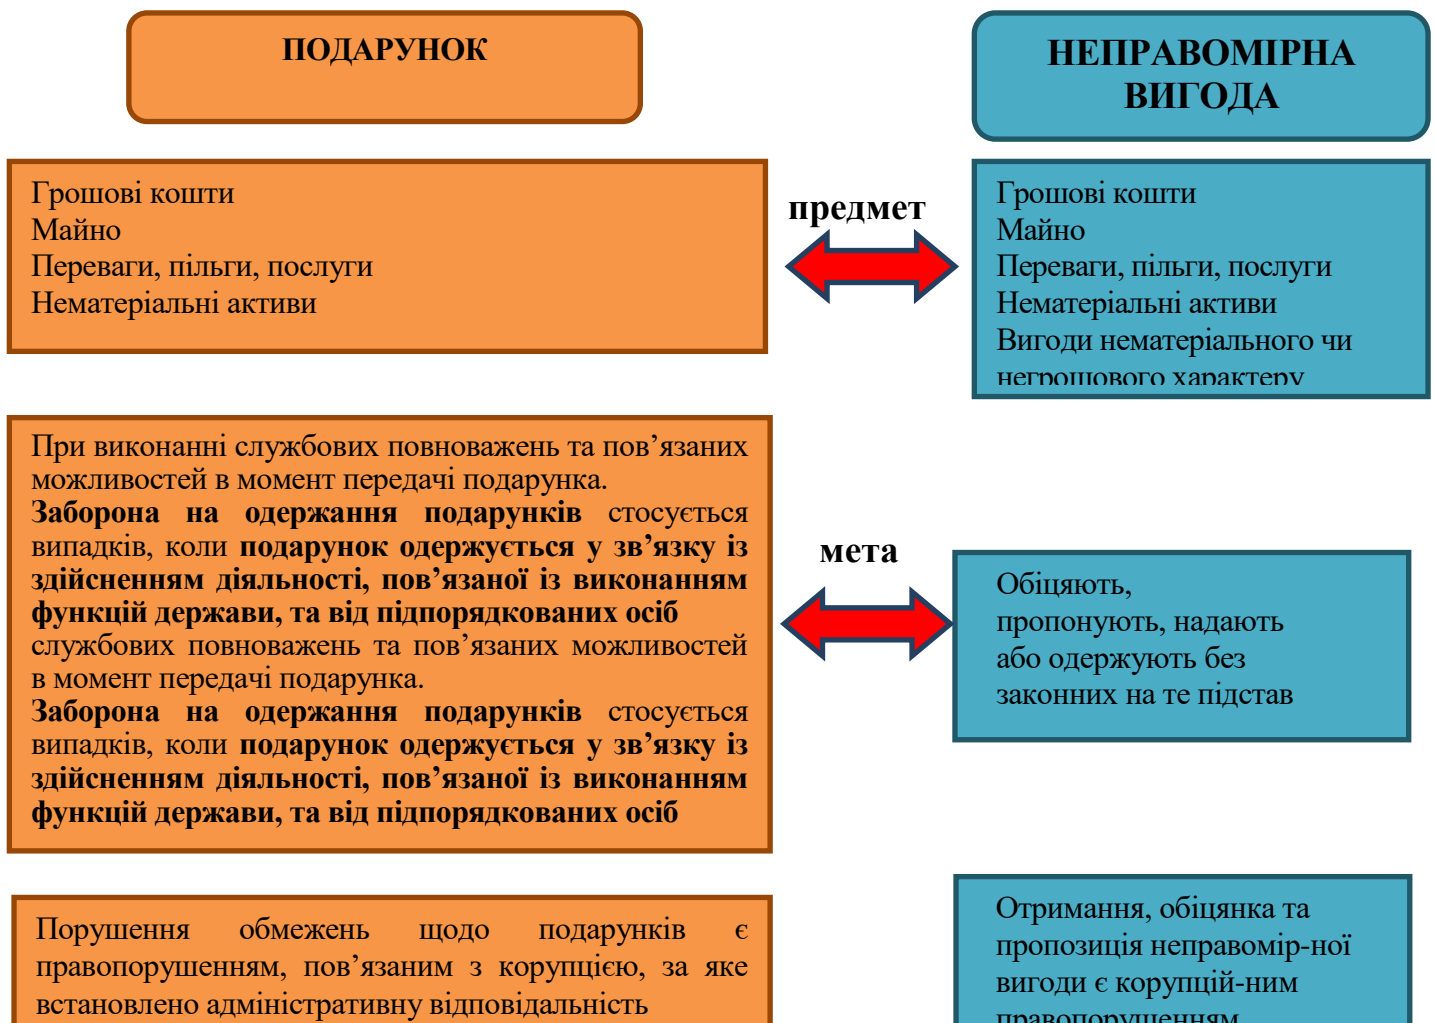 ПОДАРУНОК
НЕПРАВОМІРНА
ВИГОДА
Грошові кошти
Майно
Переваги, пільги, послуги
Нематеріальні активи
предмет
Грошові кошти
Майно
Переваги, пільги, послуги
Нематеріальні активи
Вигоди нематеріального чи
негрошового характеру
При виконанні службових повноважень та пов’язаних
можливостей в момент передачі подарунка.
Заборона на одержання подарунків стосується
випадків, коли подарунок одержується у зв’язку із
здійсненням діяльності, пов’язаної із виконанням
функцій держави, та від підпорядкованих осіб
службових повноважень та пов’язаних можливостей
в момент передачі подарунка.
Заборона на одержання подарунків стосується
випадків, коли подарунок одержується у зв’язку із
здійсненням діяльності, пов’язаної із виконанням
функцій держави, та від підпорядкованих осіб
мета
Обіцяють,
пропонують, надають
або одержують без
законних на те підстав
Порушення обмежень щодо подарунків є
правопорушенням, пов’язаним з корупцією, за яке
встановлено адміністративну відповідальність
Отримання, обіцянка та
пропозиція неправомір-ної
вигоди є корупцій-ним
правопорушенням